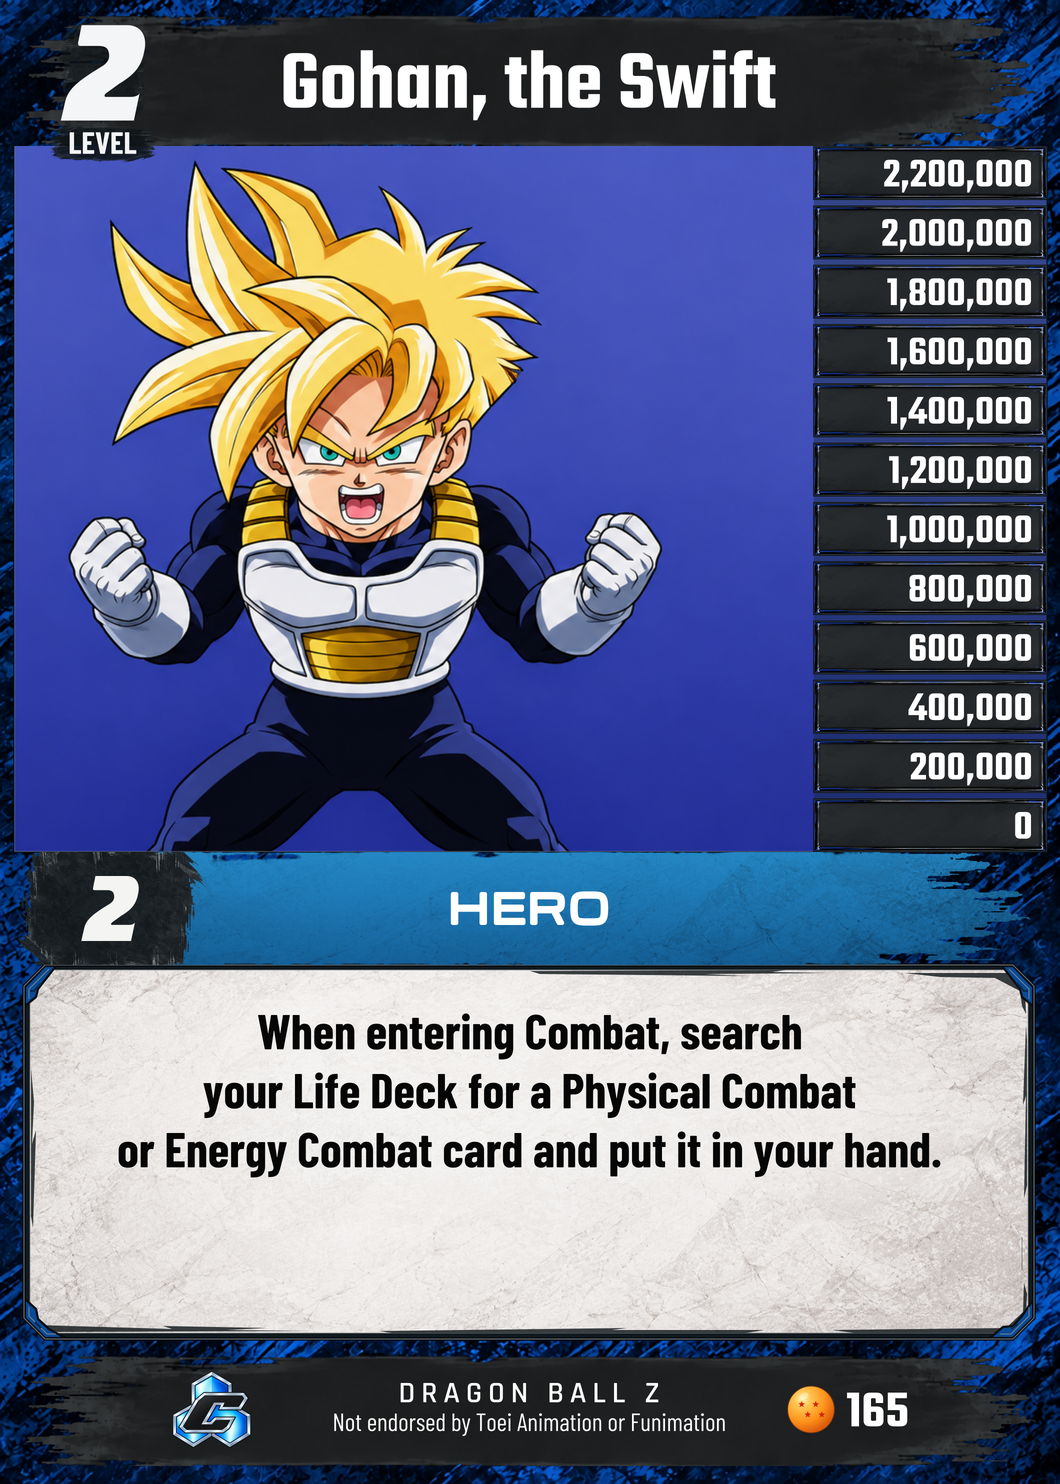 2
LEVEL
Gohan, the Swift
2,200,000
2,000,000
1,800,000
1,600,000
1,400,000
1,200,000
1,000,000
800,000
600,000
400,000
200,000
0
2
HERO
When entering Combat, search
your Life Deck for a Physical Combat
or Energy Combat card and put it in your hand.
G
DRAGON BALL Z
Not endorsed by Toei Animation or Funimation
165